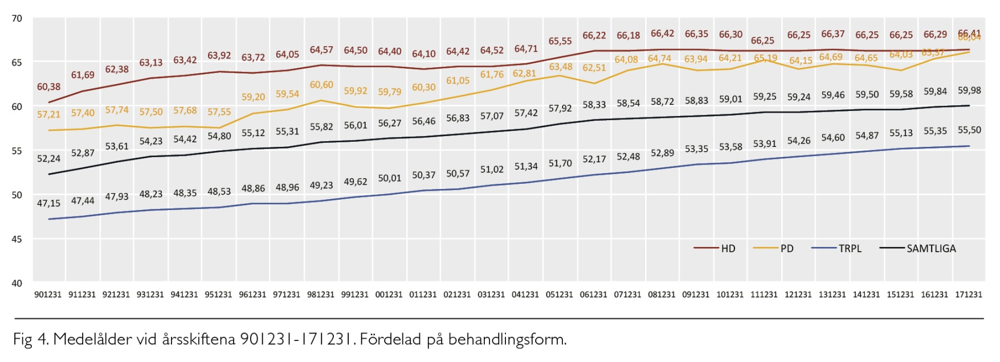 70
66,22 66,18 66,42 66,35 66,30 66,25 66,25 66,37 66,25 66,25 66,29 66,41
65,55
64,57 64,50 64,40 64,10 64,42 64,52 64,71
63,13 63,42 63,92 63,72 64,05
60,38 61,69 62,38
65
64,08 64,74 63,94 64,21 65,19 64,15 64,69 64,65 64,03 65,37 66,04
61,05 61,76 62,81 63,48 62,51
59,20 59,54 60,60 59,92 59,79 60,30
57,21 57,40 57,74 57,50 57,68 57,55
60
58,33 58,54 58,72 58,83 59,01 59,25 59,24 59,46 59,50 59,58 59,84 59,98
55,82 56,01 56,27 56,46 56,83 57,07 57,42 57,92
52,24 52,87 53,61 54,23 54,42 54,80 55,12 55,31
55
52,17 52,48 52,89 53,35 53,58 53,91 54,26 54,60 54,87 55,13 55,35 55,50
50,01 50,37 50,57 51,02 51,34 51,70
47,15 47,44 47,93 48,23 48,35 48,53 48,86 48,96 49,23 49,62
50
45
HD PD TRPL SAMTLIGA
40
901231 911231 921231 931231 941231 951231 961231 971231 981231 991231 001231 011231 021231 031231 041231 051231 061231 071231 081231 091231 101231 111231 121231 131231 141231 151231 161231 171231
Fig 4. Medelålder vid årsskiftena 901231-171231. Fördelad på behandlingsform.